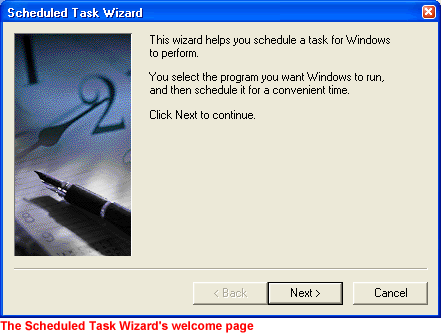 Scheduled Task Wizard
This wizard helps you schedule a task for Windows
to perform.
You select the program you want Windows to run,
and then schedule it for a convenient time.
Click Next to continue.
2
< Back
Next >
Cancel
The Scheduled Task Wizard's welcome page